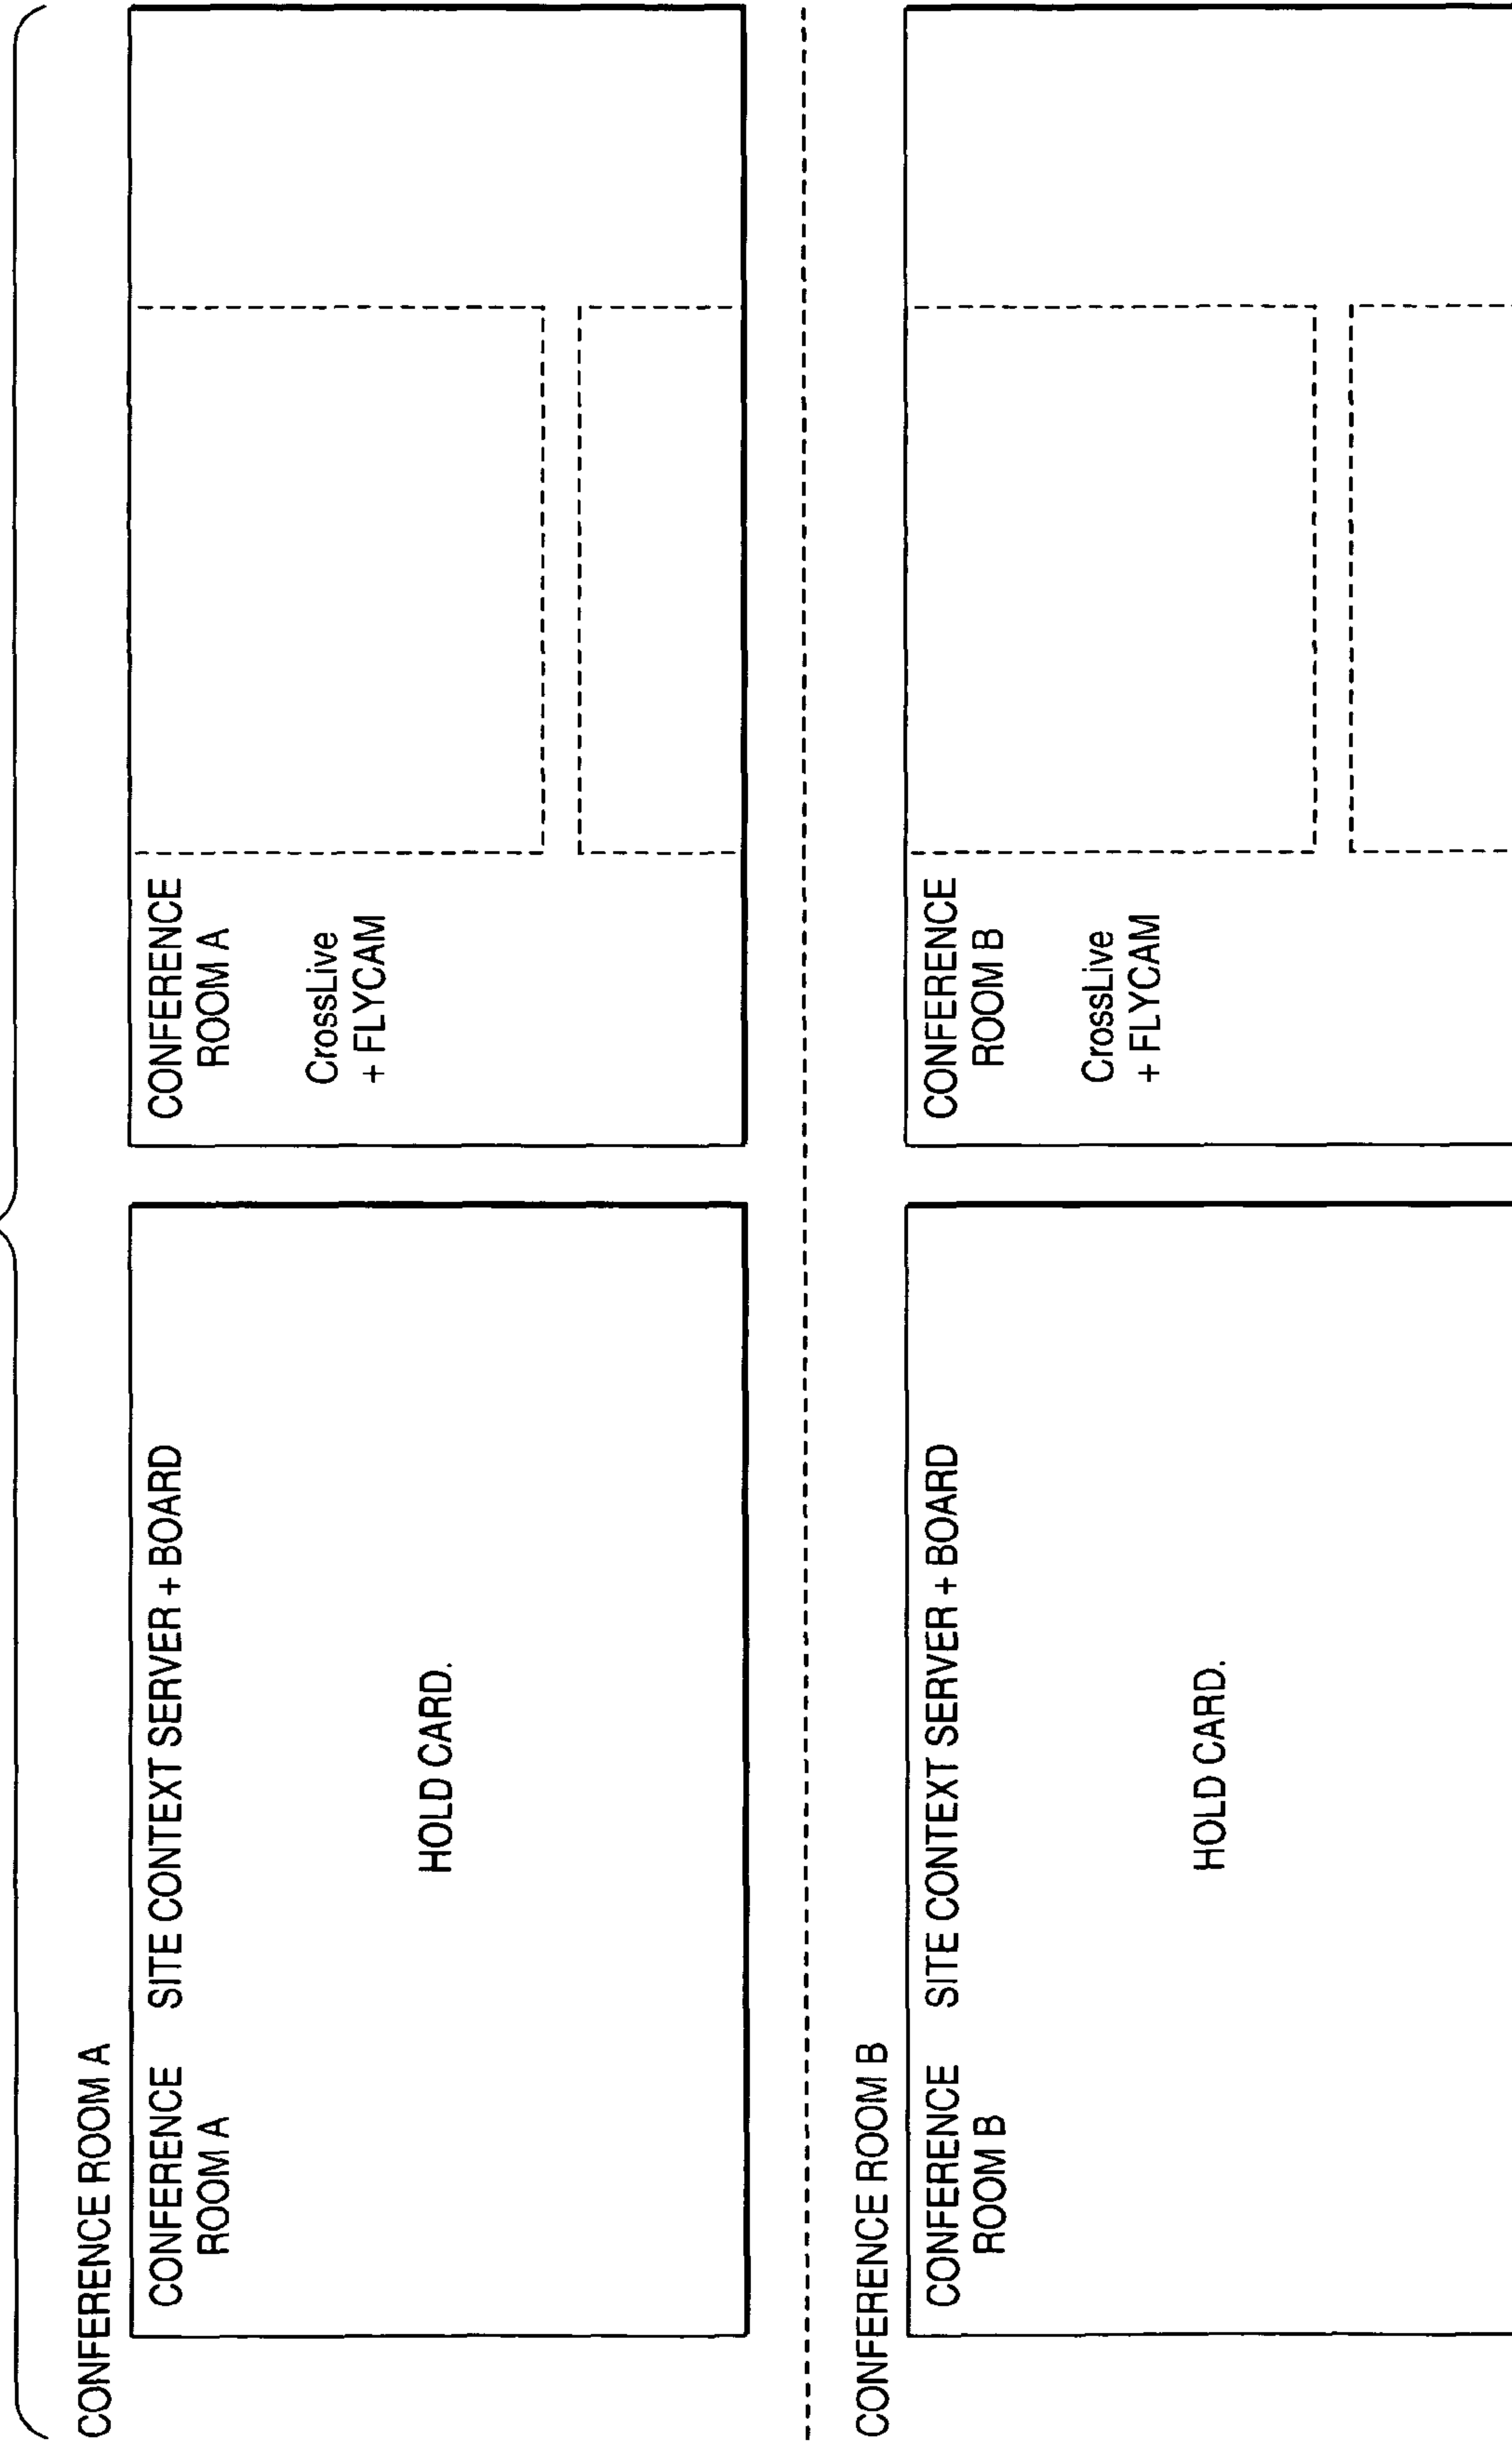 CONFERENCE ROOM A
CONFERENCE
ROOM A
SITE CONTEXT SERVER + BOARD
HOLD CARD.
CONFERENCE
ROOM A
CrossLive
+ FLYCAM
CONFERENCE ROOM B
CONFERENCE
ROOM B
SITE CONTEXT SERVER + BOARD
HOLD CARD.
CONFERENCE
ROOM B
CrossLive
+ FLYCAM